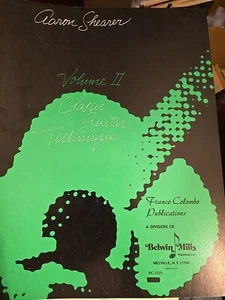 Aaron Shearer
Volume II
Classic
Guitar
Technique
Franco Colombo
Publications
A DIVISION OF
Belwin Mills
MELVILLE, N.Y. 11746